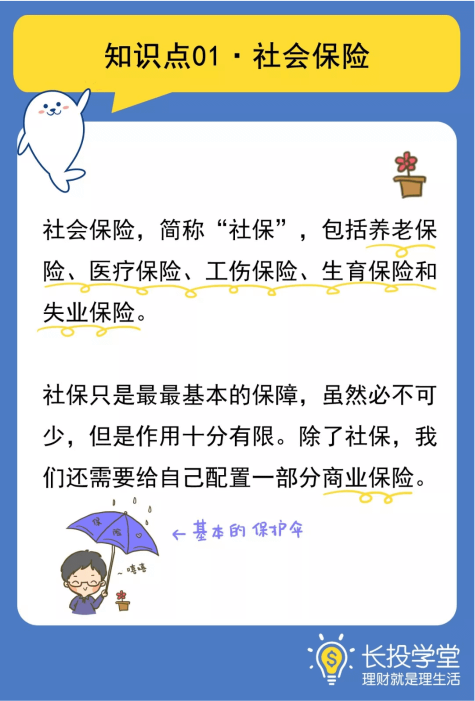 知识点01·社会保险
社会保险，简称“社保”，包括养老保
险、医疗保险、工伤保险、生育保险和
失业保险。
社保只是最最基本的保障，虽然必不可
少，但是作用十分有限。除了社保，我
们还需要给自己配置一部分商业保险。
保险
←基本的保护伞
~嘻嘻
长投学堂
理财就是理生活